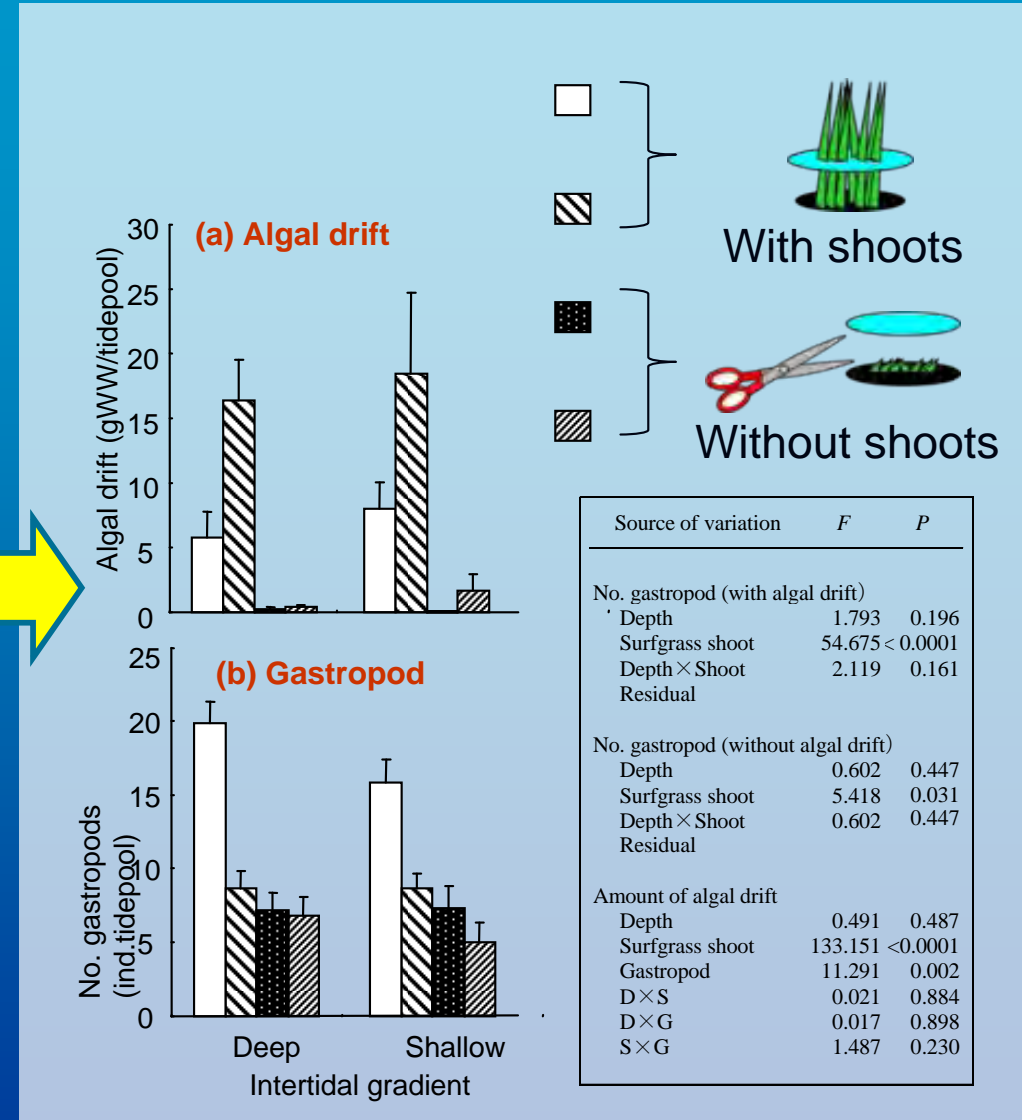 With shoots
Without shoots
(a) Algal drift
Algal drift (gWW/tidepool)
30
25
20
15
10
5
0
(b) Gastropod
No. gastropods
(ind.tidepool)
25
20
15
10
5
0
Deep Shallow
Intertidal gradient
Source of variation F P
No. gastropod (with algal drift)
Depth 1.793 0.196
Surfgrass shoot 54.675 < 0.0001
Depth×Shoot 2.119 0.161
Residual
No. gastropod (without algal drift)
Depth 0.602 0.447
Surfgrass shoot 5.418 0.031
Depth×Shoot 0.602 0.447
Residual
Amount of algal drift
Depth 0.491 0.487
Surfgrass shoot 133.151 <0.0001
Gastropod 11.291 0.002
D×S 0.021 0.884
D×G 0.017 0.898
S×G 1.487 0.230